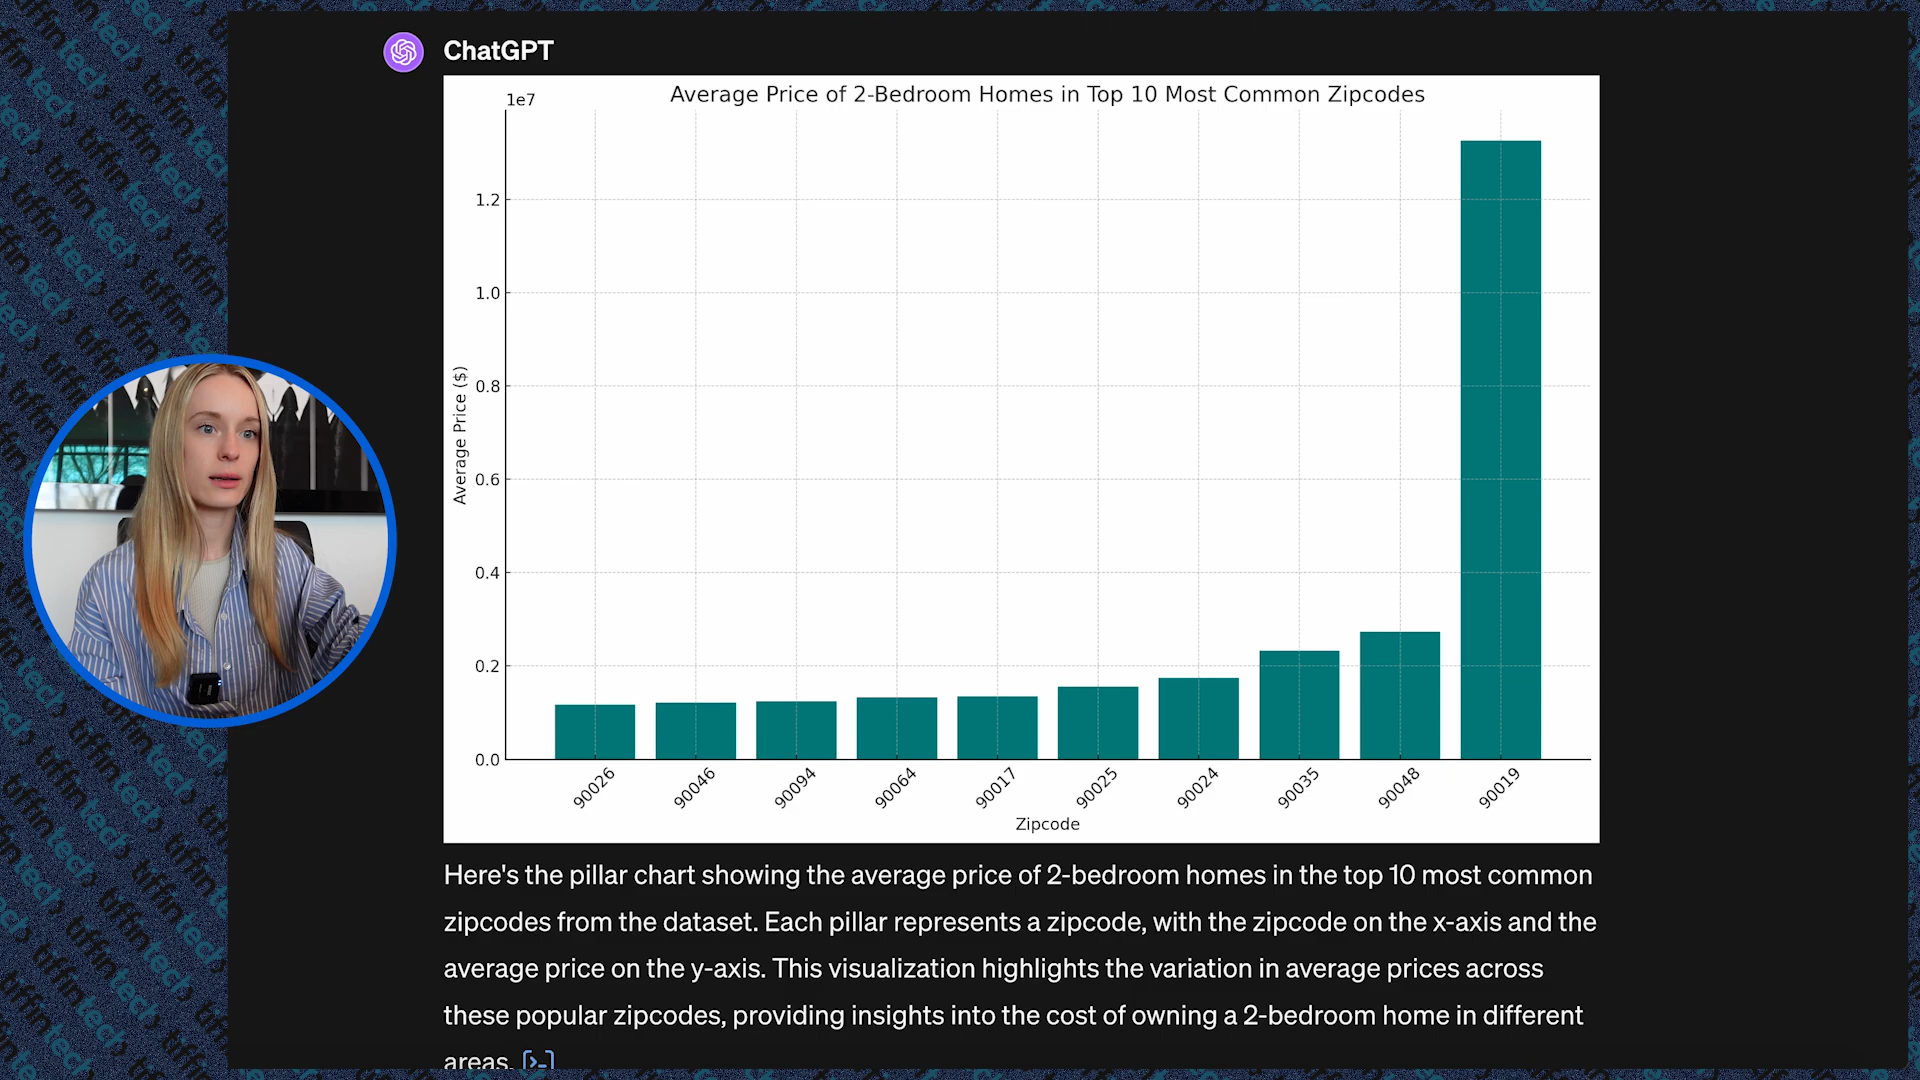 ChatGPT
Average Price of 2-Bedroom Homes in Top 10 Most Common Zipcodes
1e7
1.2
1.0
0.8
0.6
0.4
0.2
0.0
Average Price ($)
90026 90046 90094 90064 90017 90025 90024 90035 90048 90019
Zipcode
Here's the pillar chart showing the average price of 2-bedroom homes in the top 10 most common
zipcodes from the dataset. Each pillar represents a zipcode, with the zipcode on the x-axis and the
average price on the y-axis. This visualization highlights the variation in average prices across
these popular zipcodes, providing insights into the cost of owning a 2-bedroom home in different
areas. [>_]
tiffintech>